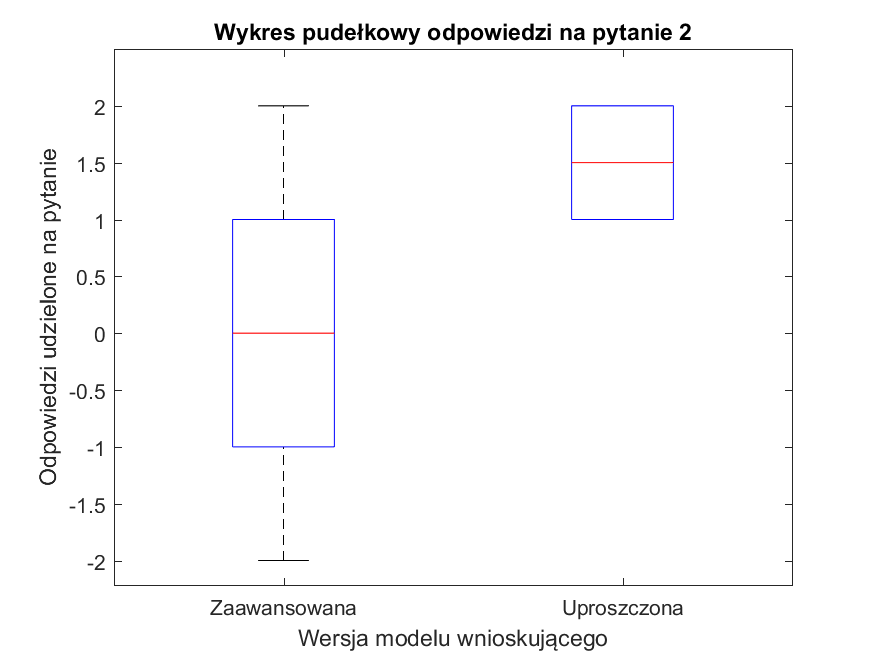 Wykres pudełkowy odpowiedzi na pytanie 2
Odpowiedzi udzielone na pytanie
2
1.5
1
0.5
0
-0.5
-1
-1.5
-2
Zaawansowana
Uproszczona
Wersja modelu wnioskującego